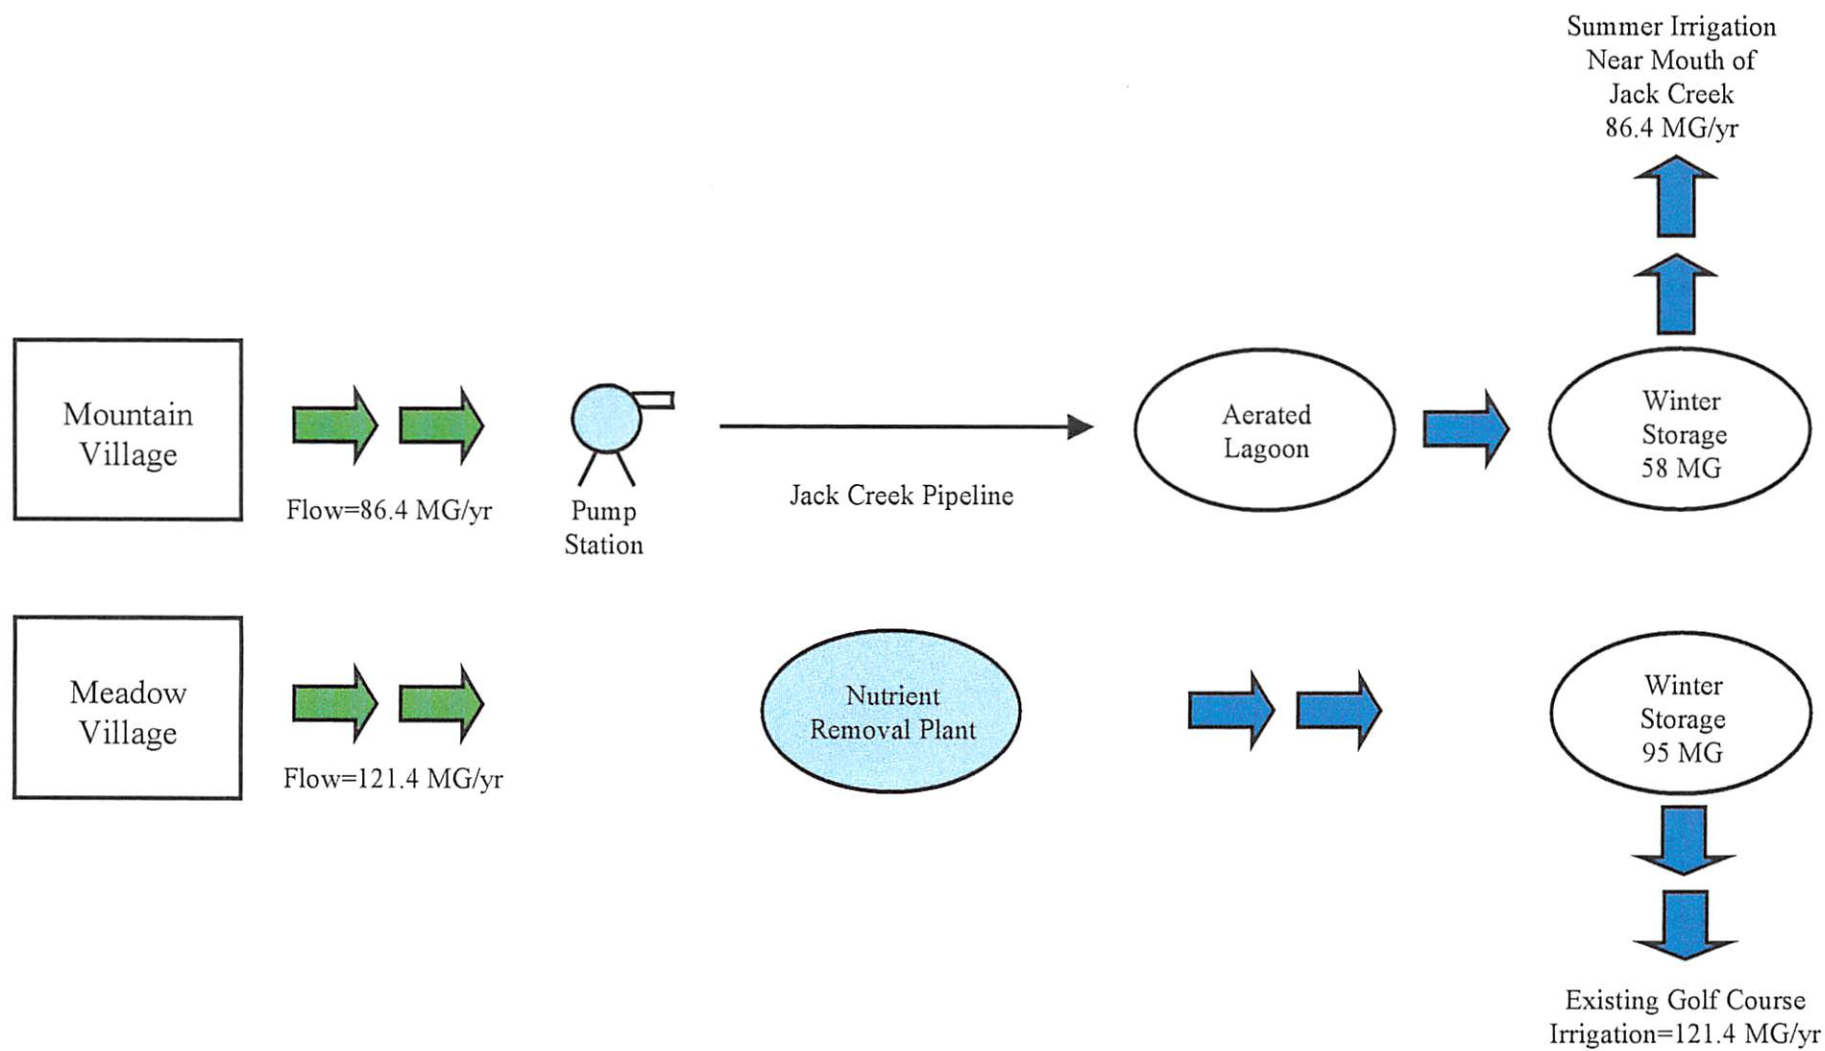 Summer Irrigation
Near Mouth of
Jack Creek
86.4 MG/yr
Mountain
Village
Flow=86.4 MG/yr
Pump
Station
Jack Creek Pipeline
Aerated
Lagoon
Winter
Storage
58 MG
Meadow
Village
Flow=121.4 MG/yr
Nutrient
Removal Plant
Winter
Storage
95 MG
Existing Golf Course
Irrigation=121.4 MG/yr